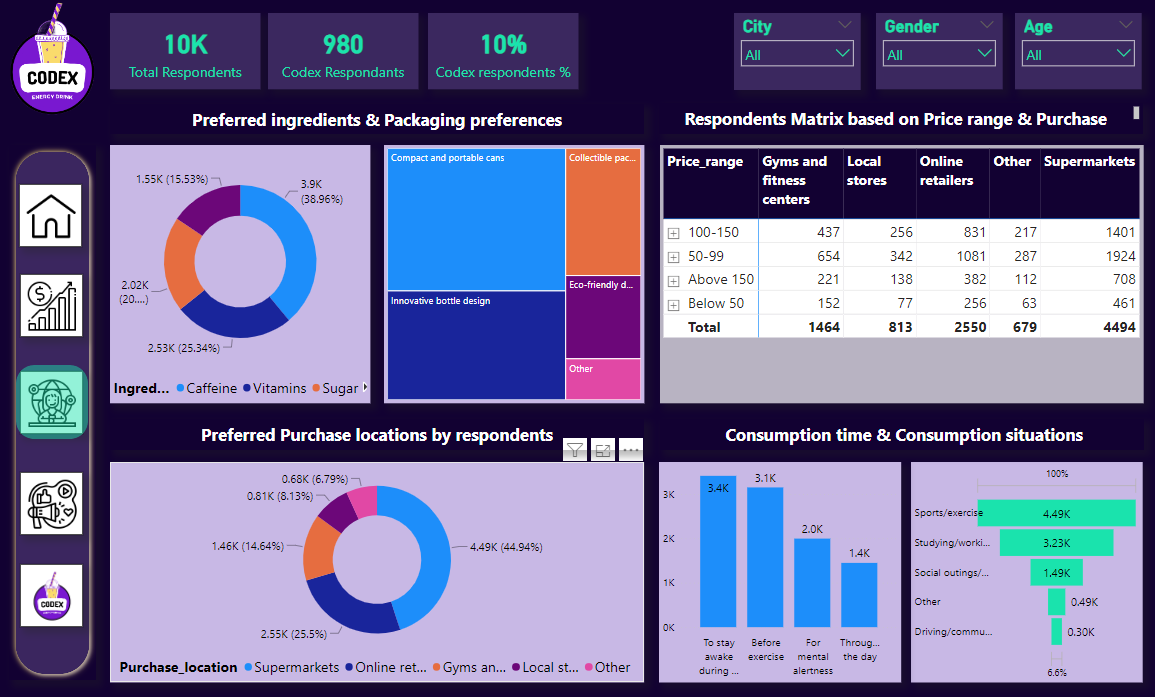 CODEX
ENERGY DRINK
10K
Total Respondents
980
Codex Respondants
10%
Codex respondents %
City
All
Gender
All
Age
All
Preferred ingredients & Packaging preferences
1.55K (15.53%)
3.9K
(38.96%)
2.02K
(20....)
2.53K (25.34%)
Ingred... Caffeine Vitamins Sugar
Compact and portable cans
Collectible pac...
Innovative bottle design
Eco-friendly d...
Other
Respondents Matrix based on Price range & Purchase
Price_range Gyms and fitness centers Local stores Online retailers Other Supermarkets
100-150 437 256 831 217 1401
50-99 654 342 1081 287 1924
Above 150 221 138 382 112 708
Below 50 152 77 256 63 461
Total 1464 813 2550 679 4494
$
CODEX
Preferred Purchase locations by respondents
0.68K (6.79%)
0.81K (8.13%)
1.46K (14.64%)
4.49K (44.94%)
2.55K (25.5%)
Purchase_location Supermarkets Online ret... Gyms an... Local st... Other
Consumption time & Consumption situations
3K
2K
1K
0K
3.4K
3.1K
2.0K
1.4K
To stay
awake
during ...
Before
exercise
For
mental
alertness
Throug...
the day
100%
Sports/exercise 4.49K
Studying/worki... 3.23K
Social outings/... 1.49K
Other 0.49K
Driving/commu... 0.30K
6.6%